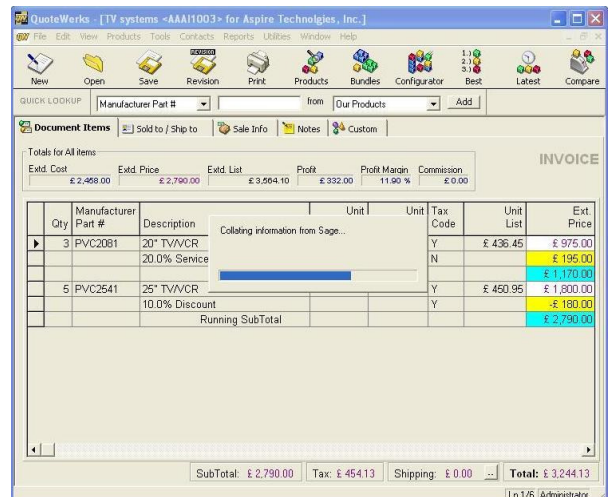 QuoteWerks - [TV systems <AAAI1003> for Aspire Technolgies, Inc.]
File Edit View Products Tools Contacts Reports Utilities Window Help
REVISION
New Open Save Revision Print Products Bundles Configurator Best Latest Compare
QUICK LOOKUP Manufacturer Part # from Our Products Add
Document Items Sold to / Ship to Sale Info Notes Custom
Totals for All items
INVOICE
Extd. Cost Extd. Price Extd. List Profit Profit Margin Commission
£ 2,458.00 £ 2,790.00 £ 3,564.10 £ 332.00 11.90 % £ 0.00
Manufacturer Unit Unit Tax Unit Ext.
Qty Part # Description Code List Price
Collating information from Sage...
3 PVC2081 20" TV/VCR Y £ 436.45 £ 975.00
20.0% Service N £ 195.00
£ 1,170.00
5 PVC2541 25" TV/VCR Y £ 450.95 £ 1,800.00
10.0% Discount Y -£ 180.00
Running SubTotal £ 2,790.00
SubTotal: £ 2,790.00 Tax: £ 454.13 Shipping: £ 0.00 Total: £ 3,244.13
Ln 1/6 Administrator